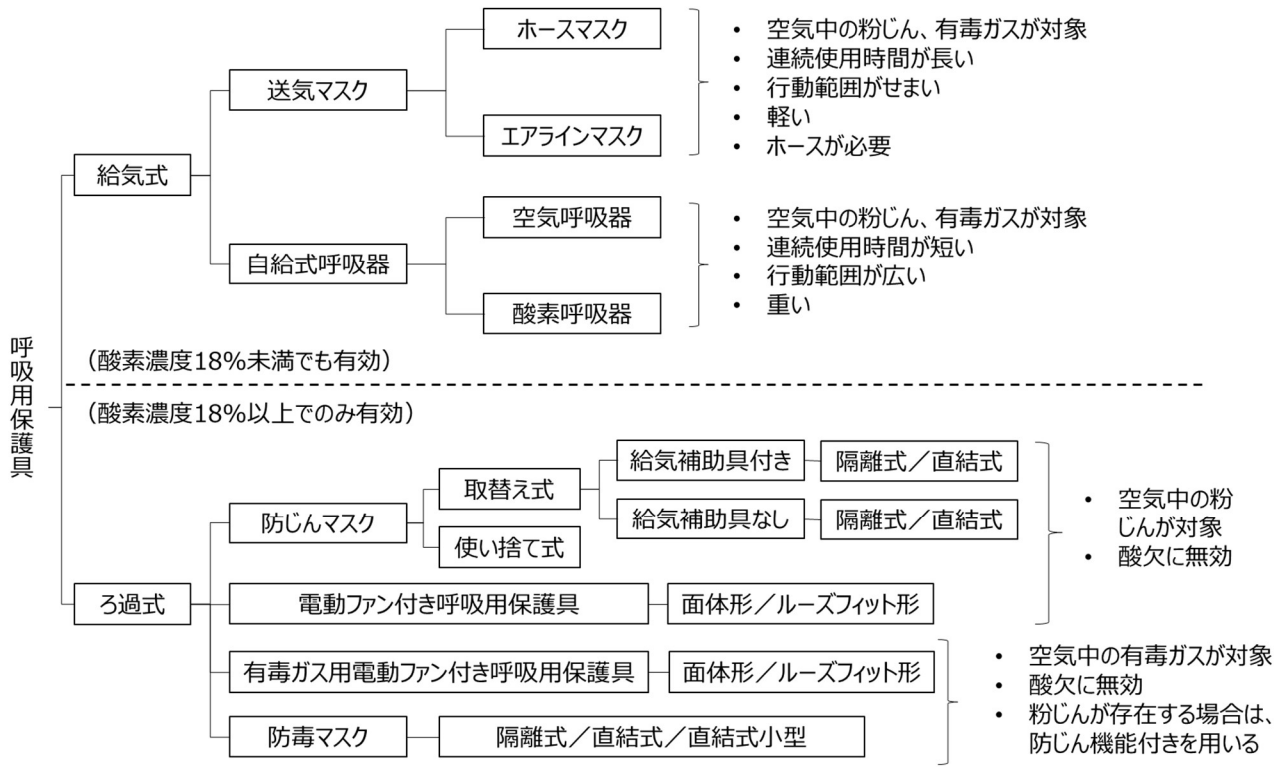 呼吸用保護具
給気式
送気マスク
ホースマスク
エアラインマスク
• 空気中の粉じん、有毒ガスが対象
• 連続使用時間が長い
• 行動範囲がせまい
• 軽い
• ホースが必要
自給式呼吸器
空気呼吸器
酸素呼吸器
• 空気中の粉じん、有毒ガスが対象
• 連続使用時間が短い
• 行動範囲が広い
• 重い
（酸素濃度18%未満でも有効）
（酸素濃度18%以上でのみ有効）
ろ過式
防じんマスク
取替え式
給気補助具付き
隔離式／直結式
給気補助具なし
隔離式／直結式
使い捨て式
電動ファン付き呼吸用保護具
面体形／ルーズフィット形
• 空気中の粉
じんが対象
• 酸欠に無効
有毒ガス用電動ファン付き呼吸用保護具
面体形／ルーズフィット形
防毒マスク
隔離式／直結式／直結式小型
• 空気中の有毒ガスが対象
• 酸欠に無効
• 粉じんが存在する場合は、
防じん機能付きを用いる